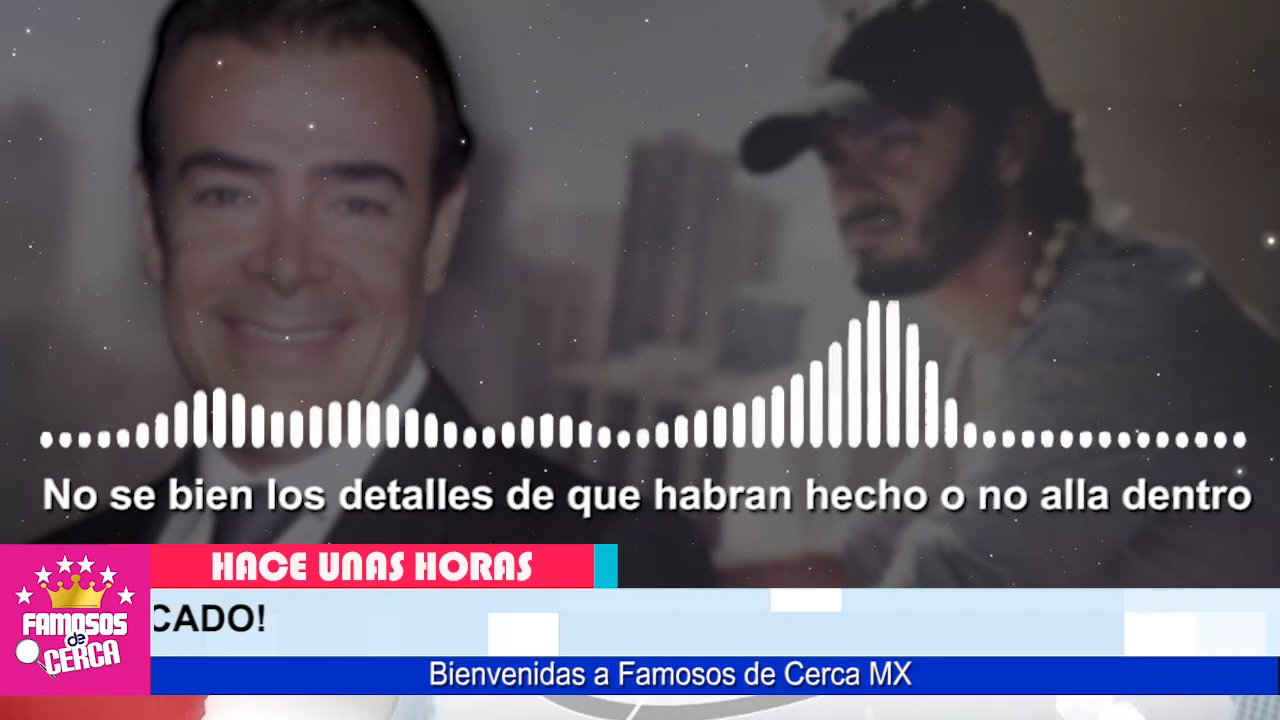 No se bien los detalles de que habran hecho o no alla dentro
HACE UNAS HORAS
CADO!
FAMOSOS
de
CERCA
Bienvenidas a Famosos de Cerca MX